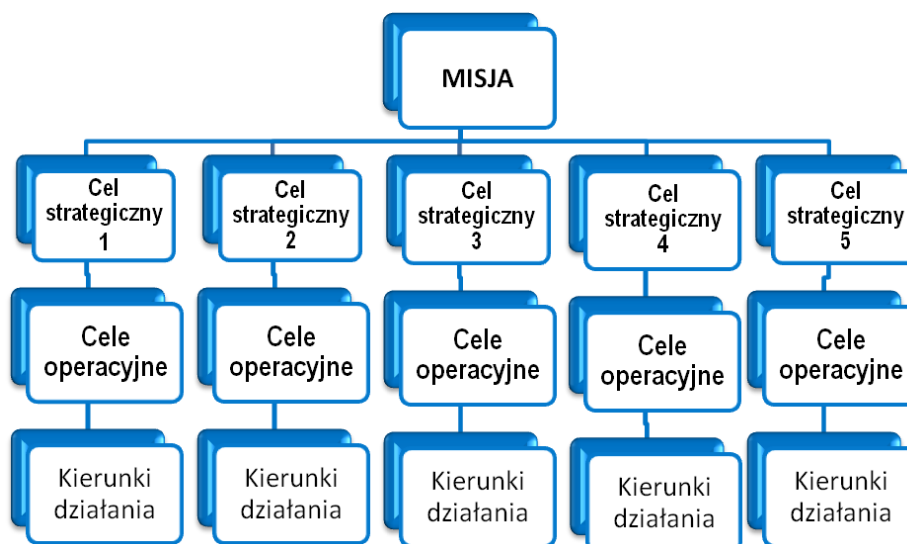 MISJA
Cel
strategiczny
1
Cel
strategiczny
2
Cel
strategiczny
3
Cel
strategiczny
4
Cel
strategiczny
5
Cele
operacyjne
Cele
operacyjne
Cele
operacyjne
Cele
operacyjne
Cele
operacyjne
Kierunki
działania
Kierunki
działania
Kierunki
działania
Kierunki
działania
Kierunki
działania